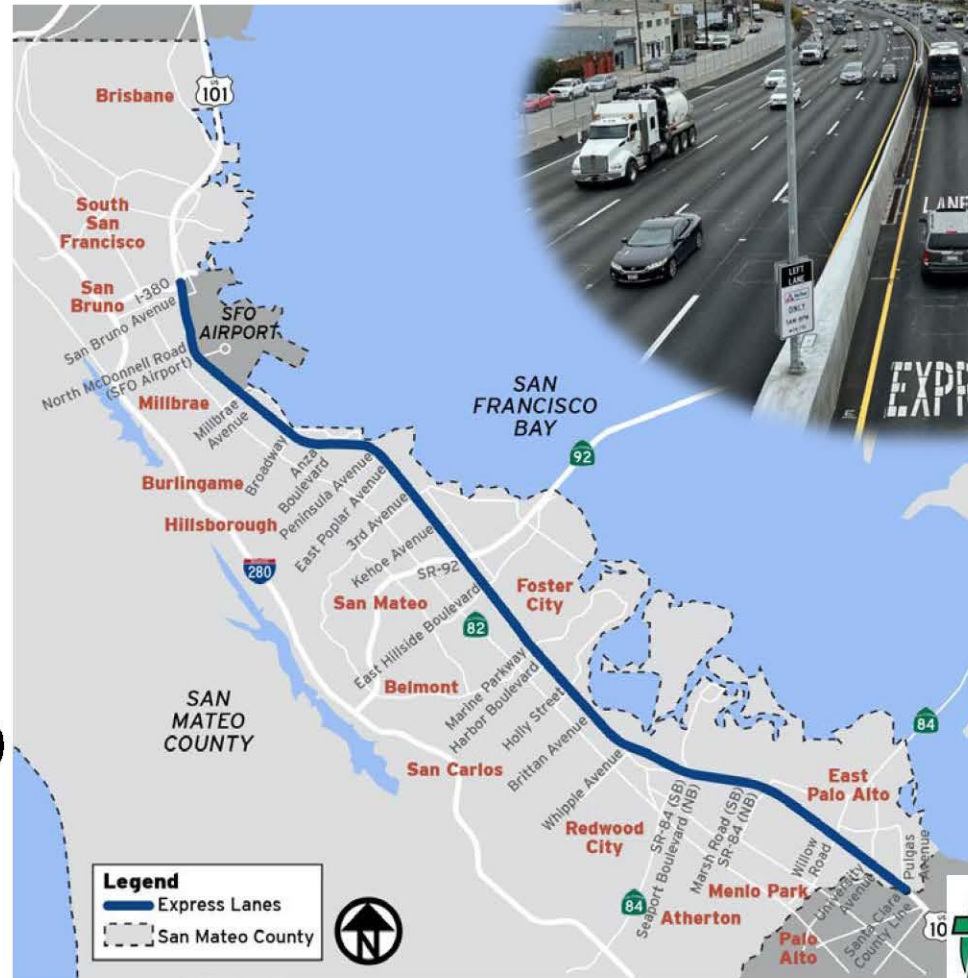 US
101
Brisbane
South
San
Francisco
San
Bruno
I-380
San Bruno Avenue
SFO
AIRPORT
North McDonnell Road
(SFO Airport)
Millbrae
Millbrae
Avenue
Broadway
Anza
Boulevard
Burlingame
Peninsula Avenue
Hillsborough
East Poplar Avenue
3rd Avenue
Kehoe Avenue
SAN
FRANCISCO
BAY
92
280
SR-92
San Mateo
Foster
City
82
East Hillside Boulevard
Belmont
SAN
MATEO
COUNTY
Marine Parkway
Harbor Boulevard
Holly Street
San Carlos
Brittan Avenue
Whipple Avenue
84
East
Palo Alto
Redwood
City
SR-84 (SB)
Seaport Boulevard (NB)
Marsh Road (SB)
SR-84 (NB)
Willow
Road
University
Avenue
Pulgas
Avenue
Menlo Park
84
Atherton
Palo
Alto
Santa Clara
County Line
US
10
Legend
Express Lanes
San Mateo County
N
LEFT
LANE
ONLY
LANE
EXPR